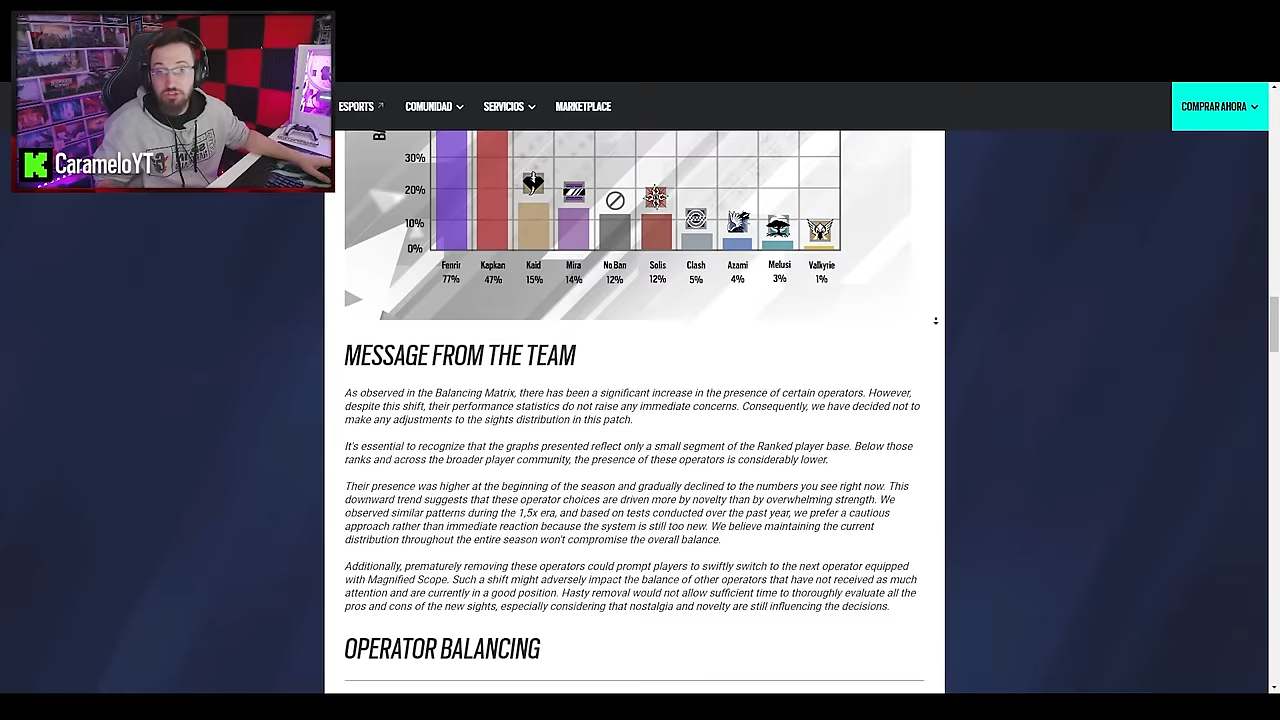 CarameloYT
ESPORTS
COMUNIDAD
SERVICIOS
MARKETPLACE
COMPRAR AHORA
30%
20%
10%
0%
Fenrir
Kapkan
Kaid
Mira
No Ban
Solis
Clash
Azami
Melusi
Valkyrie
77%
47%
15%
14%
12%
12%
5%
4%
3%
1%
MESSAGE FROM THE TEAM
As observed in the Balancing Matrix, there has been a significant increase in the presence of certain operators. However,
despite this shift, their performance statistics do not raise any immediate concerns. Consequently, we have decided not to
make any adjustments to the sights distribution in this patch.
It's essential to recognize that the graphs presented reflect only a small segment of the Ranked player base. Below those
ranks and across the broader player community, the presence of these operators is considerably lower.
Their presence was higher at the beginning of the season and gradually declined to the numbers you see right now. This
downward trend suggests that these operator choices are driven more by novelty than by overwhelming strength. We
observed similar patterns during the 1,5x era, and based on tests conducted over the past year, we prefer a cautious
approach rather than immediate reaction because the system is still too new. We believe maintaining the current
distribution throughout the entire season won't compromise the overall balance.
Additionally, prematurely removing these operators could prompt players to swiftly switch to the next operator equipped
with Magnified Scope. Such a shift might adversely impact the balance of other operators that have not received as much
attention and are currently in a good position. Hasty removal would not allow sufficient time to thoroughly evaluate all the
pros and cons of the new sights, especially considering that nostalgia and novelty are still influencing the decisions.
OPERATOR BALANCING